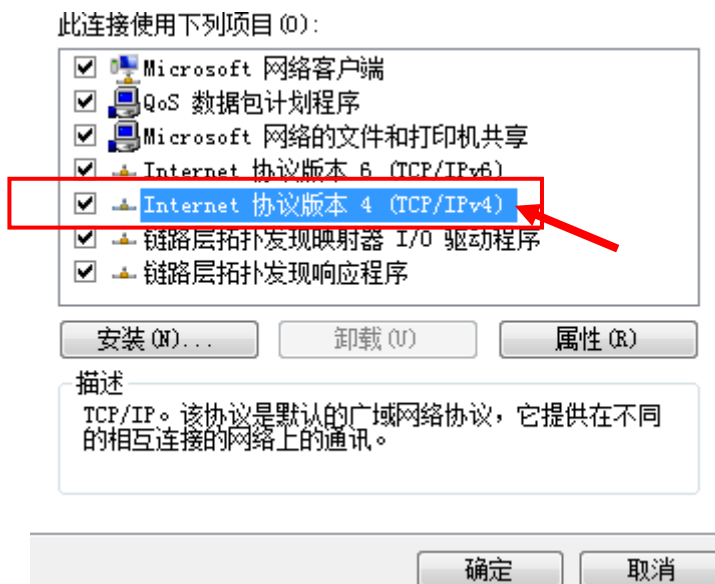 此连接使用下列项目(O):
Microsoft 网络客户端
QoS 数据包计划程序
Microsoft 网络的文件和打印机共享
Internet 协议版本 6 (TCP/IPv6)
Internet 协议版本 4 (TCP/IPv4)
链路层拓扑发现映射器 I/O 驱动程序
链路层拓扑发现响应程序
安装(N)... 卸载(U) 属性(R)
描述
TCP/IP。该协议是默认的广域网络协议，它提供在不同
的相互连接的网络上的通讯。
确定 取消